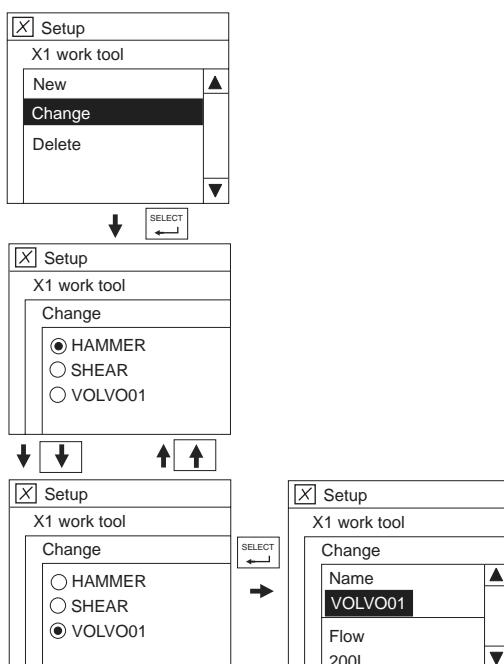 Setup
X1 work tool
New
Change
Delete
SELECT
Setup
X1 work tool
Change
HAMMER
SHEAR
VOLVO01
Setup
X1 work tool
Change
HAMMER
SHEAR
VOLVO01
SELECT
Setup
X1 work tool
Change
Name
VOLVO01
Flow
200L